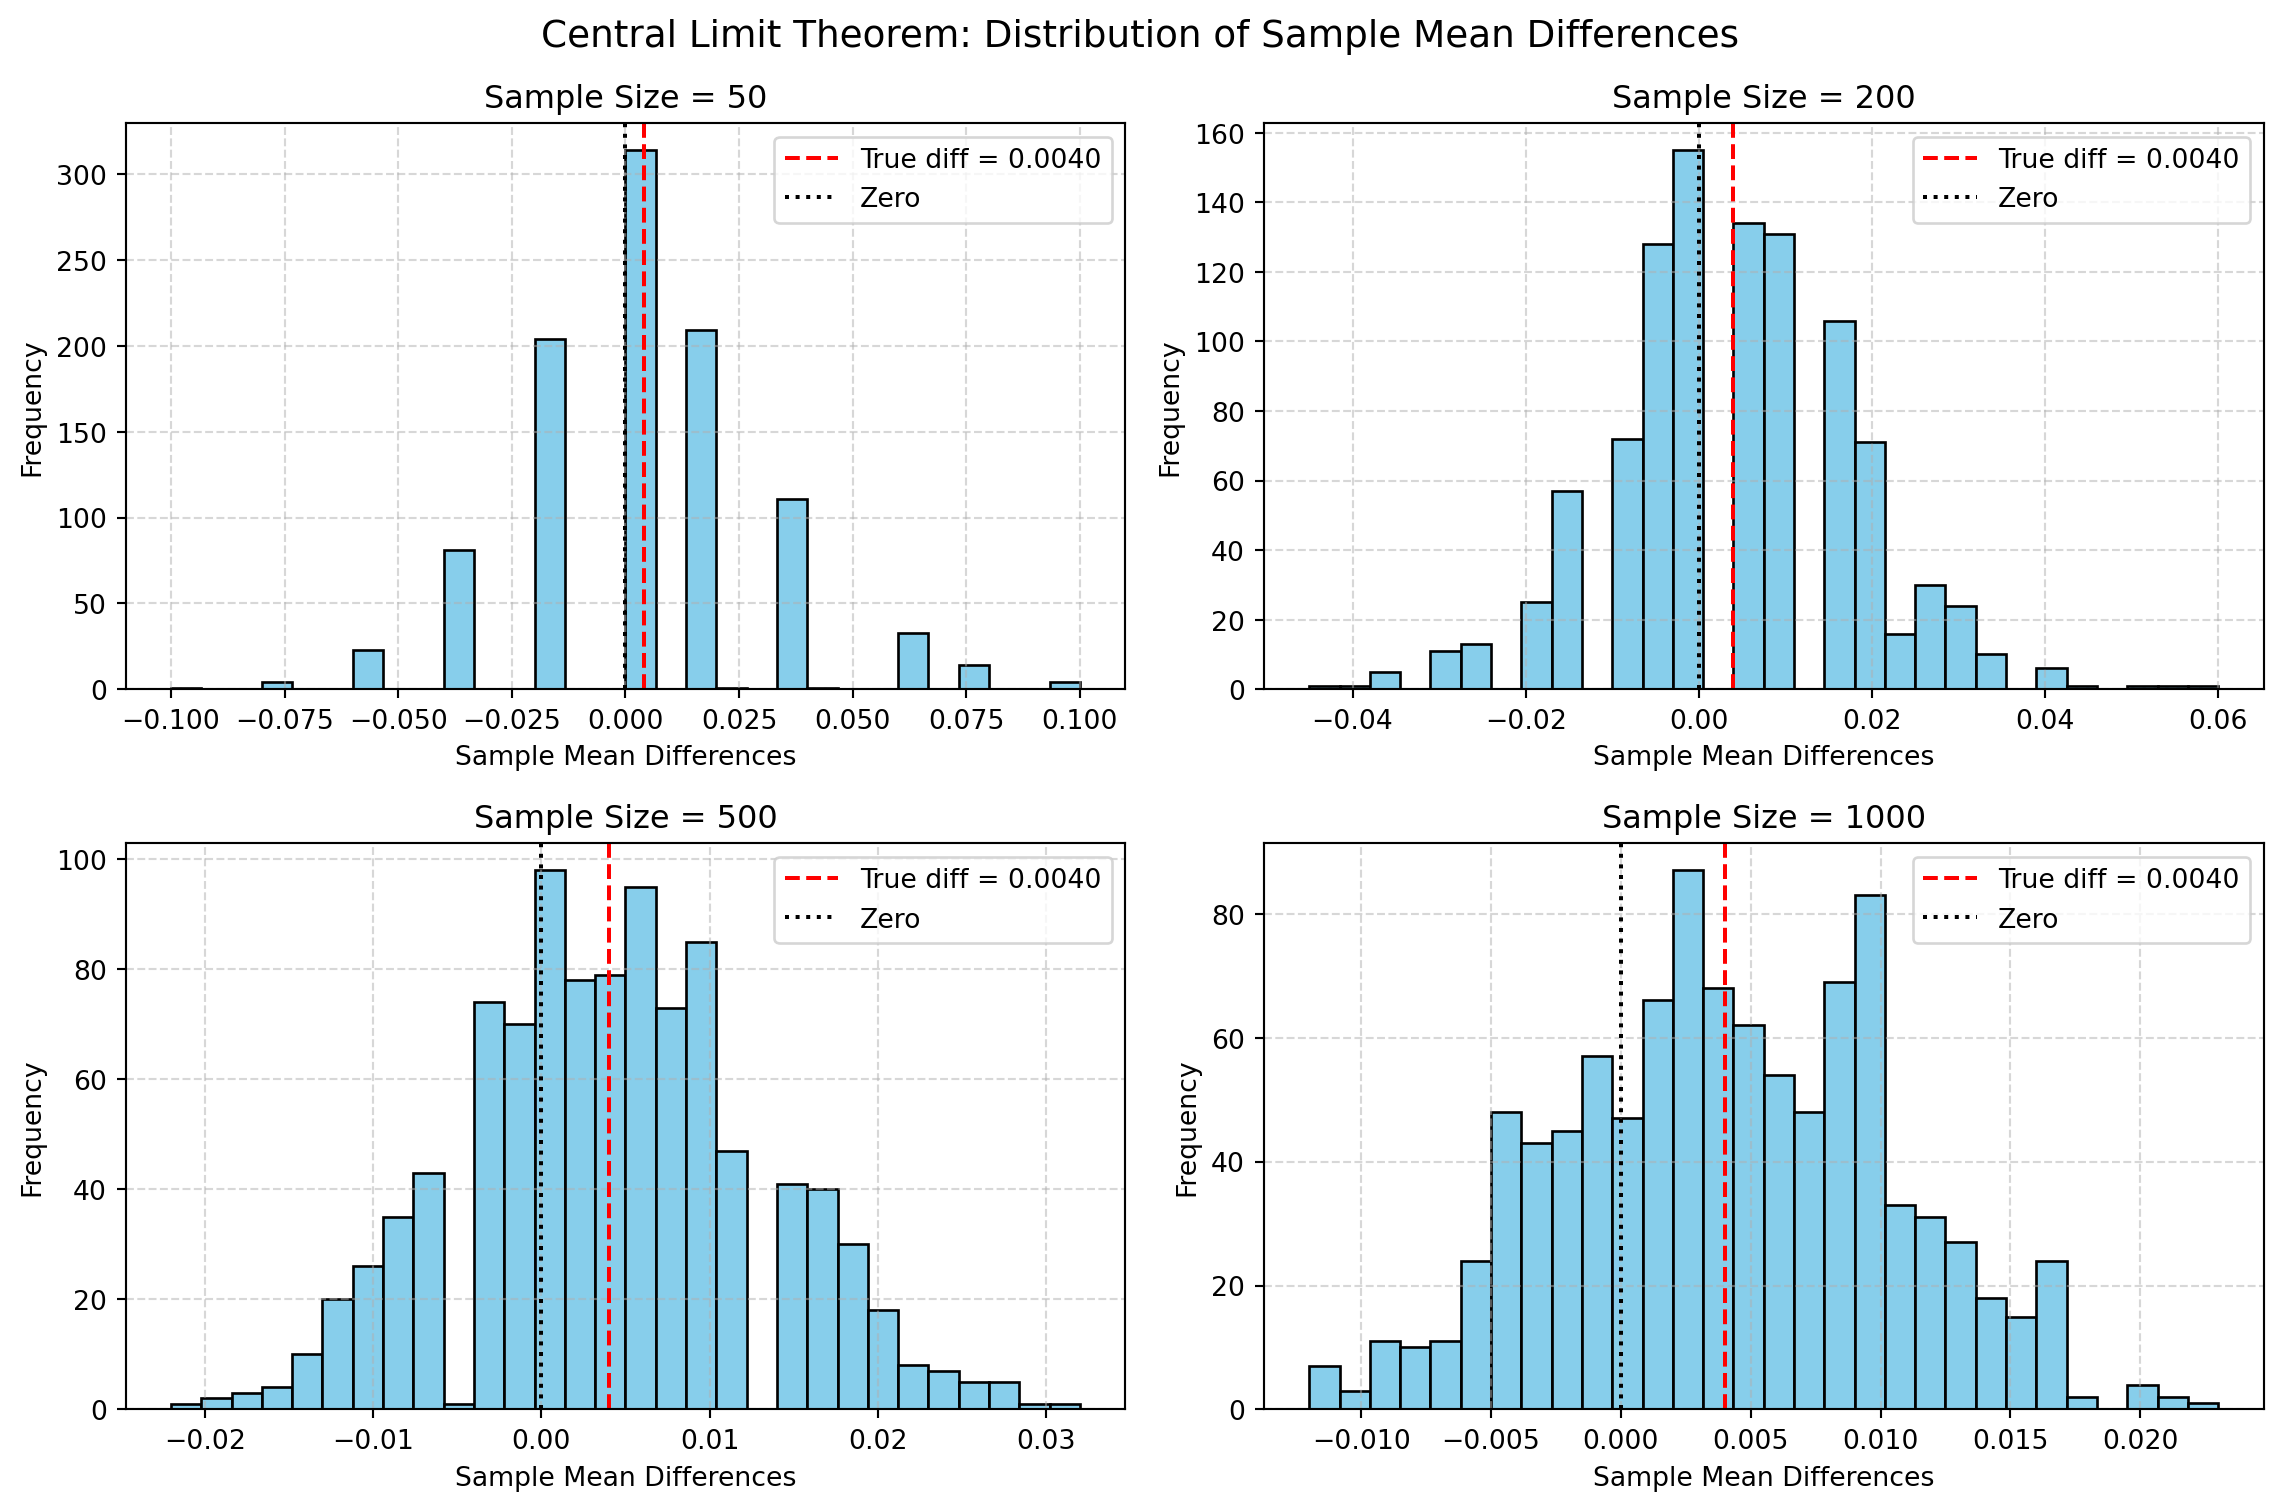 Central Limit Theorem: Distribution of Sample Mean Differences
Sample Size = 50
True diff = 0.0040
Zero
Frequency
300
250
200
150
100
50
0
−0.100 −0.075 −0.050 −0.025 0.000 0.025 0.050 0.075 0.100
Sample Mean Differences
Sample Size = 200
True diff = 0.0040
Zero
Frequency
160
140
120
100
80
60
40
20
0
−0.04 −0.02 0.00 0.02 0.04 0.06
Sample Mean Differences
Sample Size = 500
True diff = 0.0040
Zero
Frequency
100
80
60
40
20
0
−0.02 −0.01 0.00 0.01 0.02 0.03
Sample Mean Differences
Sample Size = 1000
True diff = 0.0040
Zero
Frequency
80
60
40
20
0
−0.010 −0.005 0.000 0.005 0.010 0.015 0.020
Sample Mean Differences